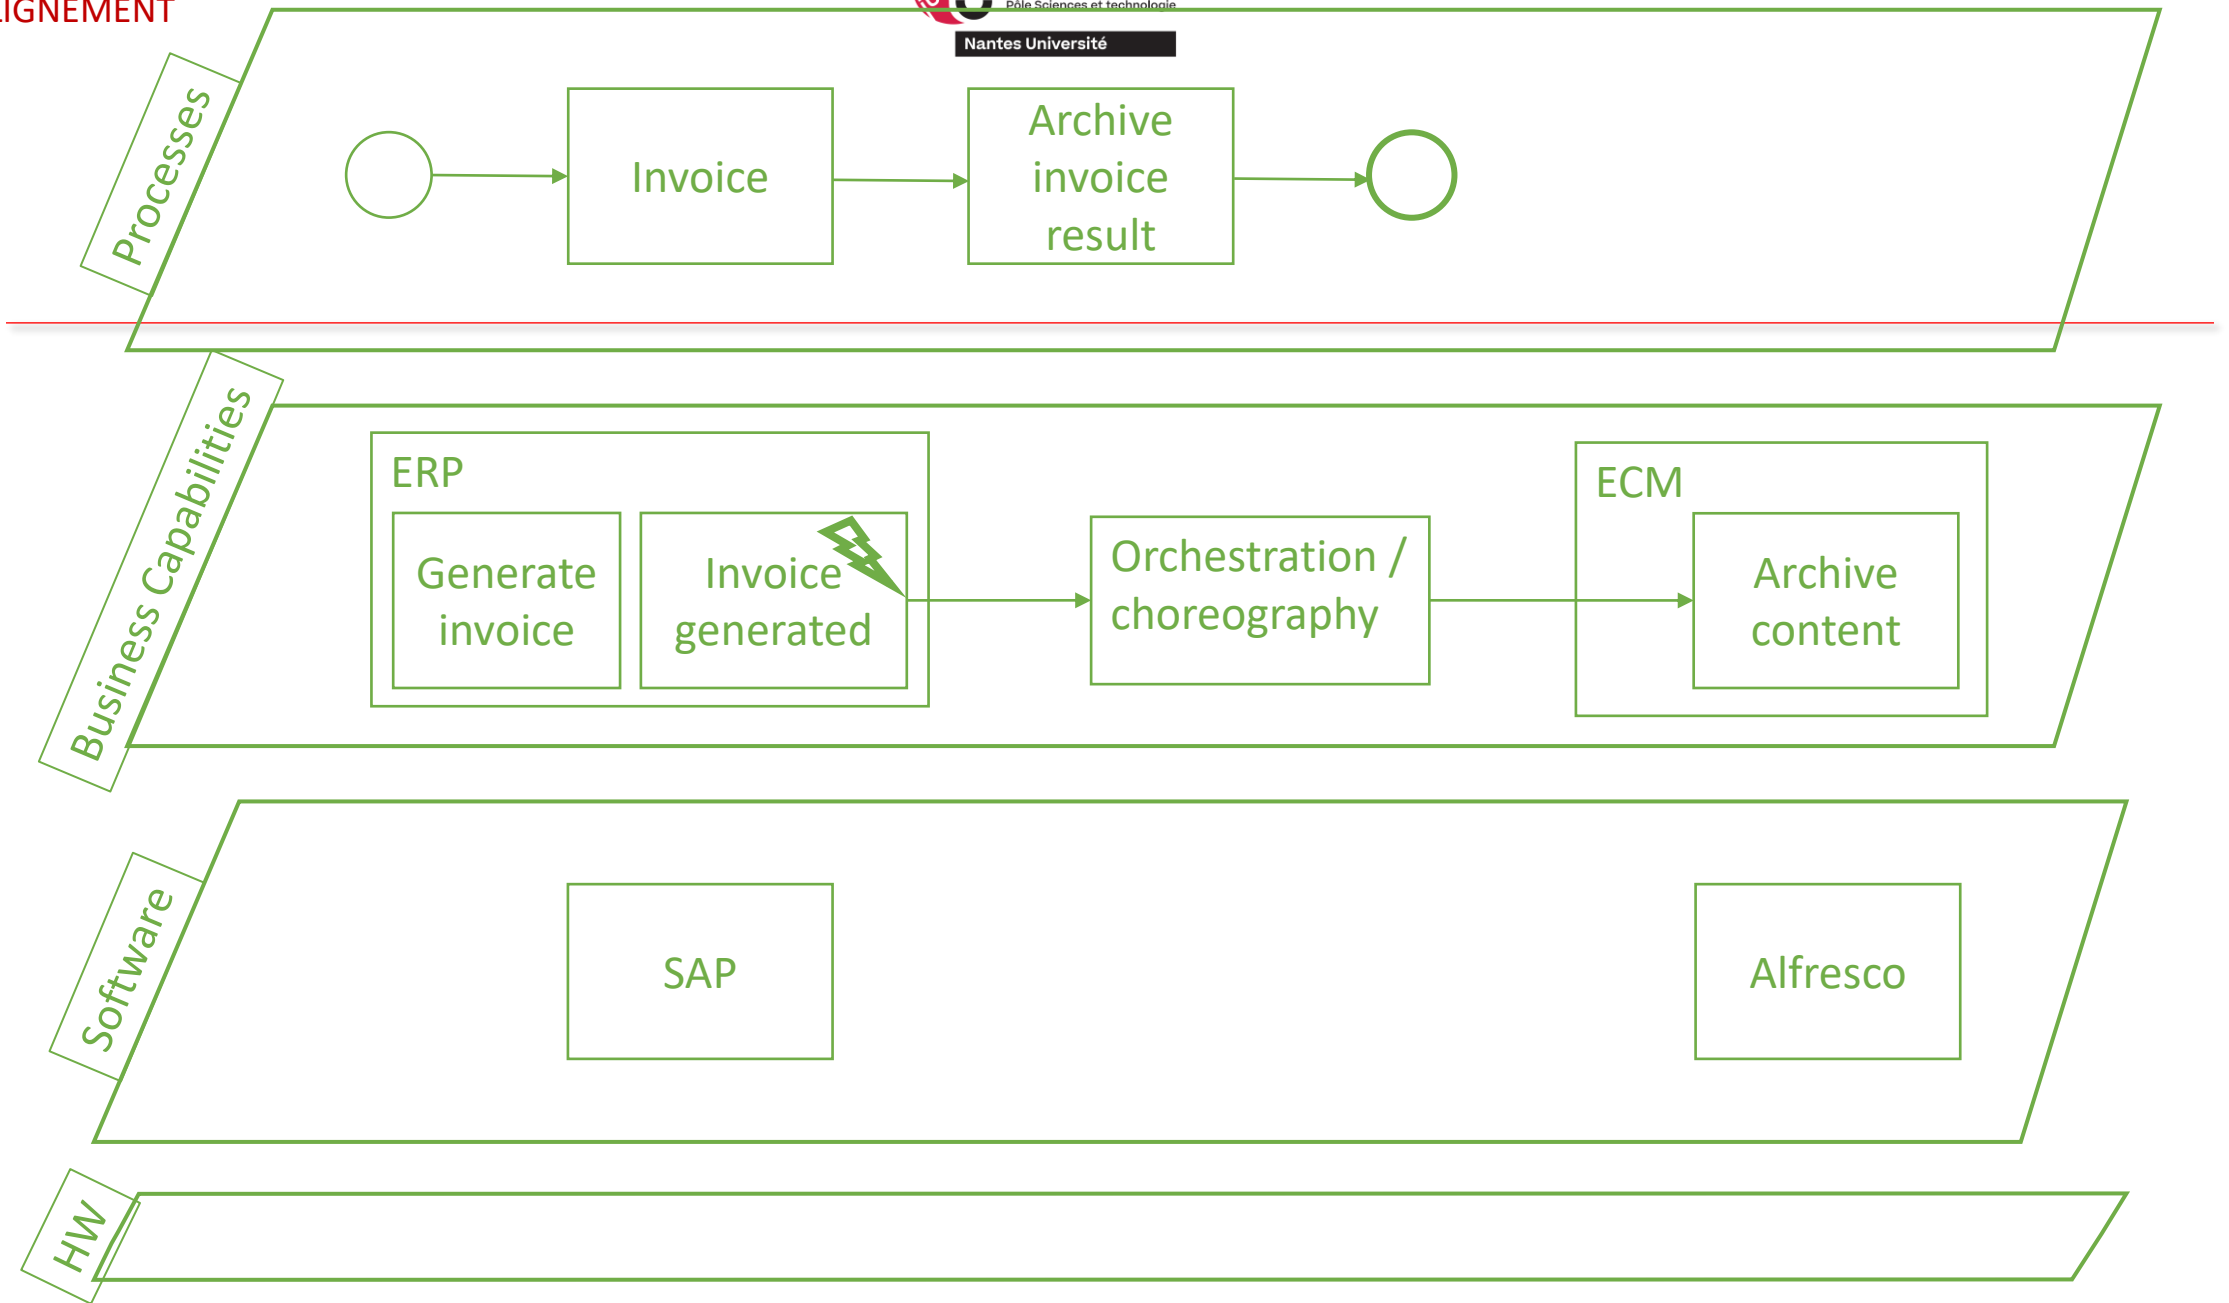 Pôle Sciences et technologie
Nantes Université
Processes
Invoice
Archive
invoice
result
Business Capabilities
ERP
Generate
invoice
Invoice
generated
Orchestration /
choreography
ECM
Archive
content
Software
SAP
Alfresco
HW